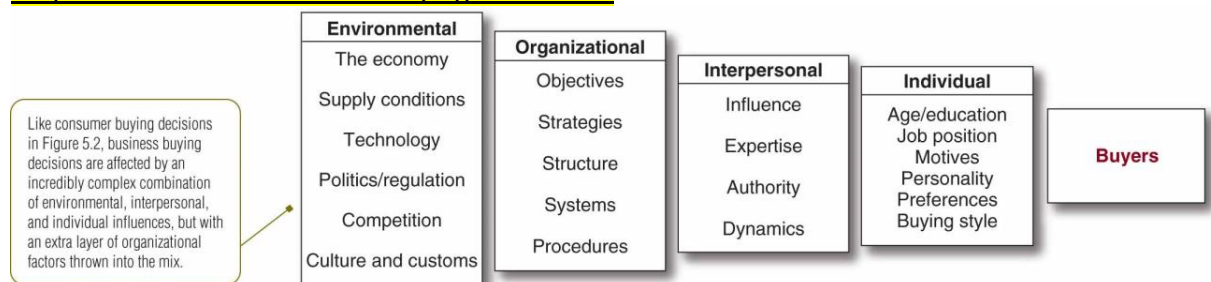 Like consumer buying decisions
in Figure 5.2, business buying
decisions are affected by an
incredibly complex combination
of environmental, interpersonal,
and individual influences, but with
an extra layer of organizational
factors thrown into the mix.
Environmental
The economy
Supply conditions
Technology
Politics/regulation
Competition
Culture and customs
Organizational
Objectives
Strategies
Structure
Systems
Procedures
Interpersonal
Influence
Expertise
Authority
Dynamics
Individual
Age/education
Job position
Motives
Personality
Preferences
Buying style
Buyers